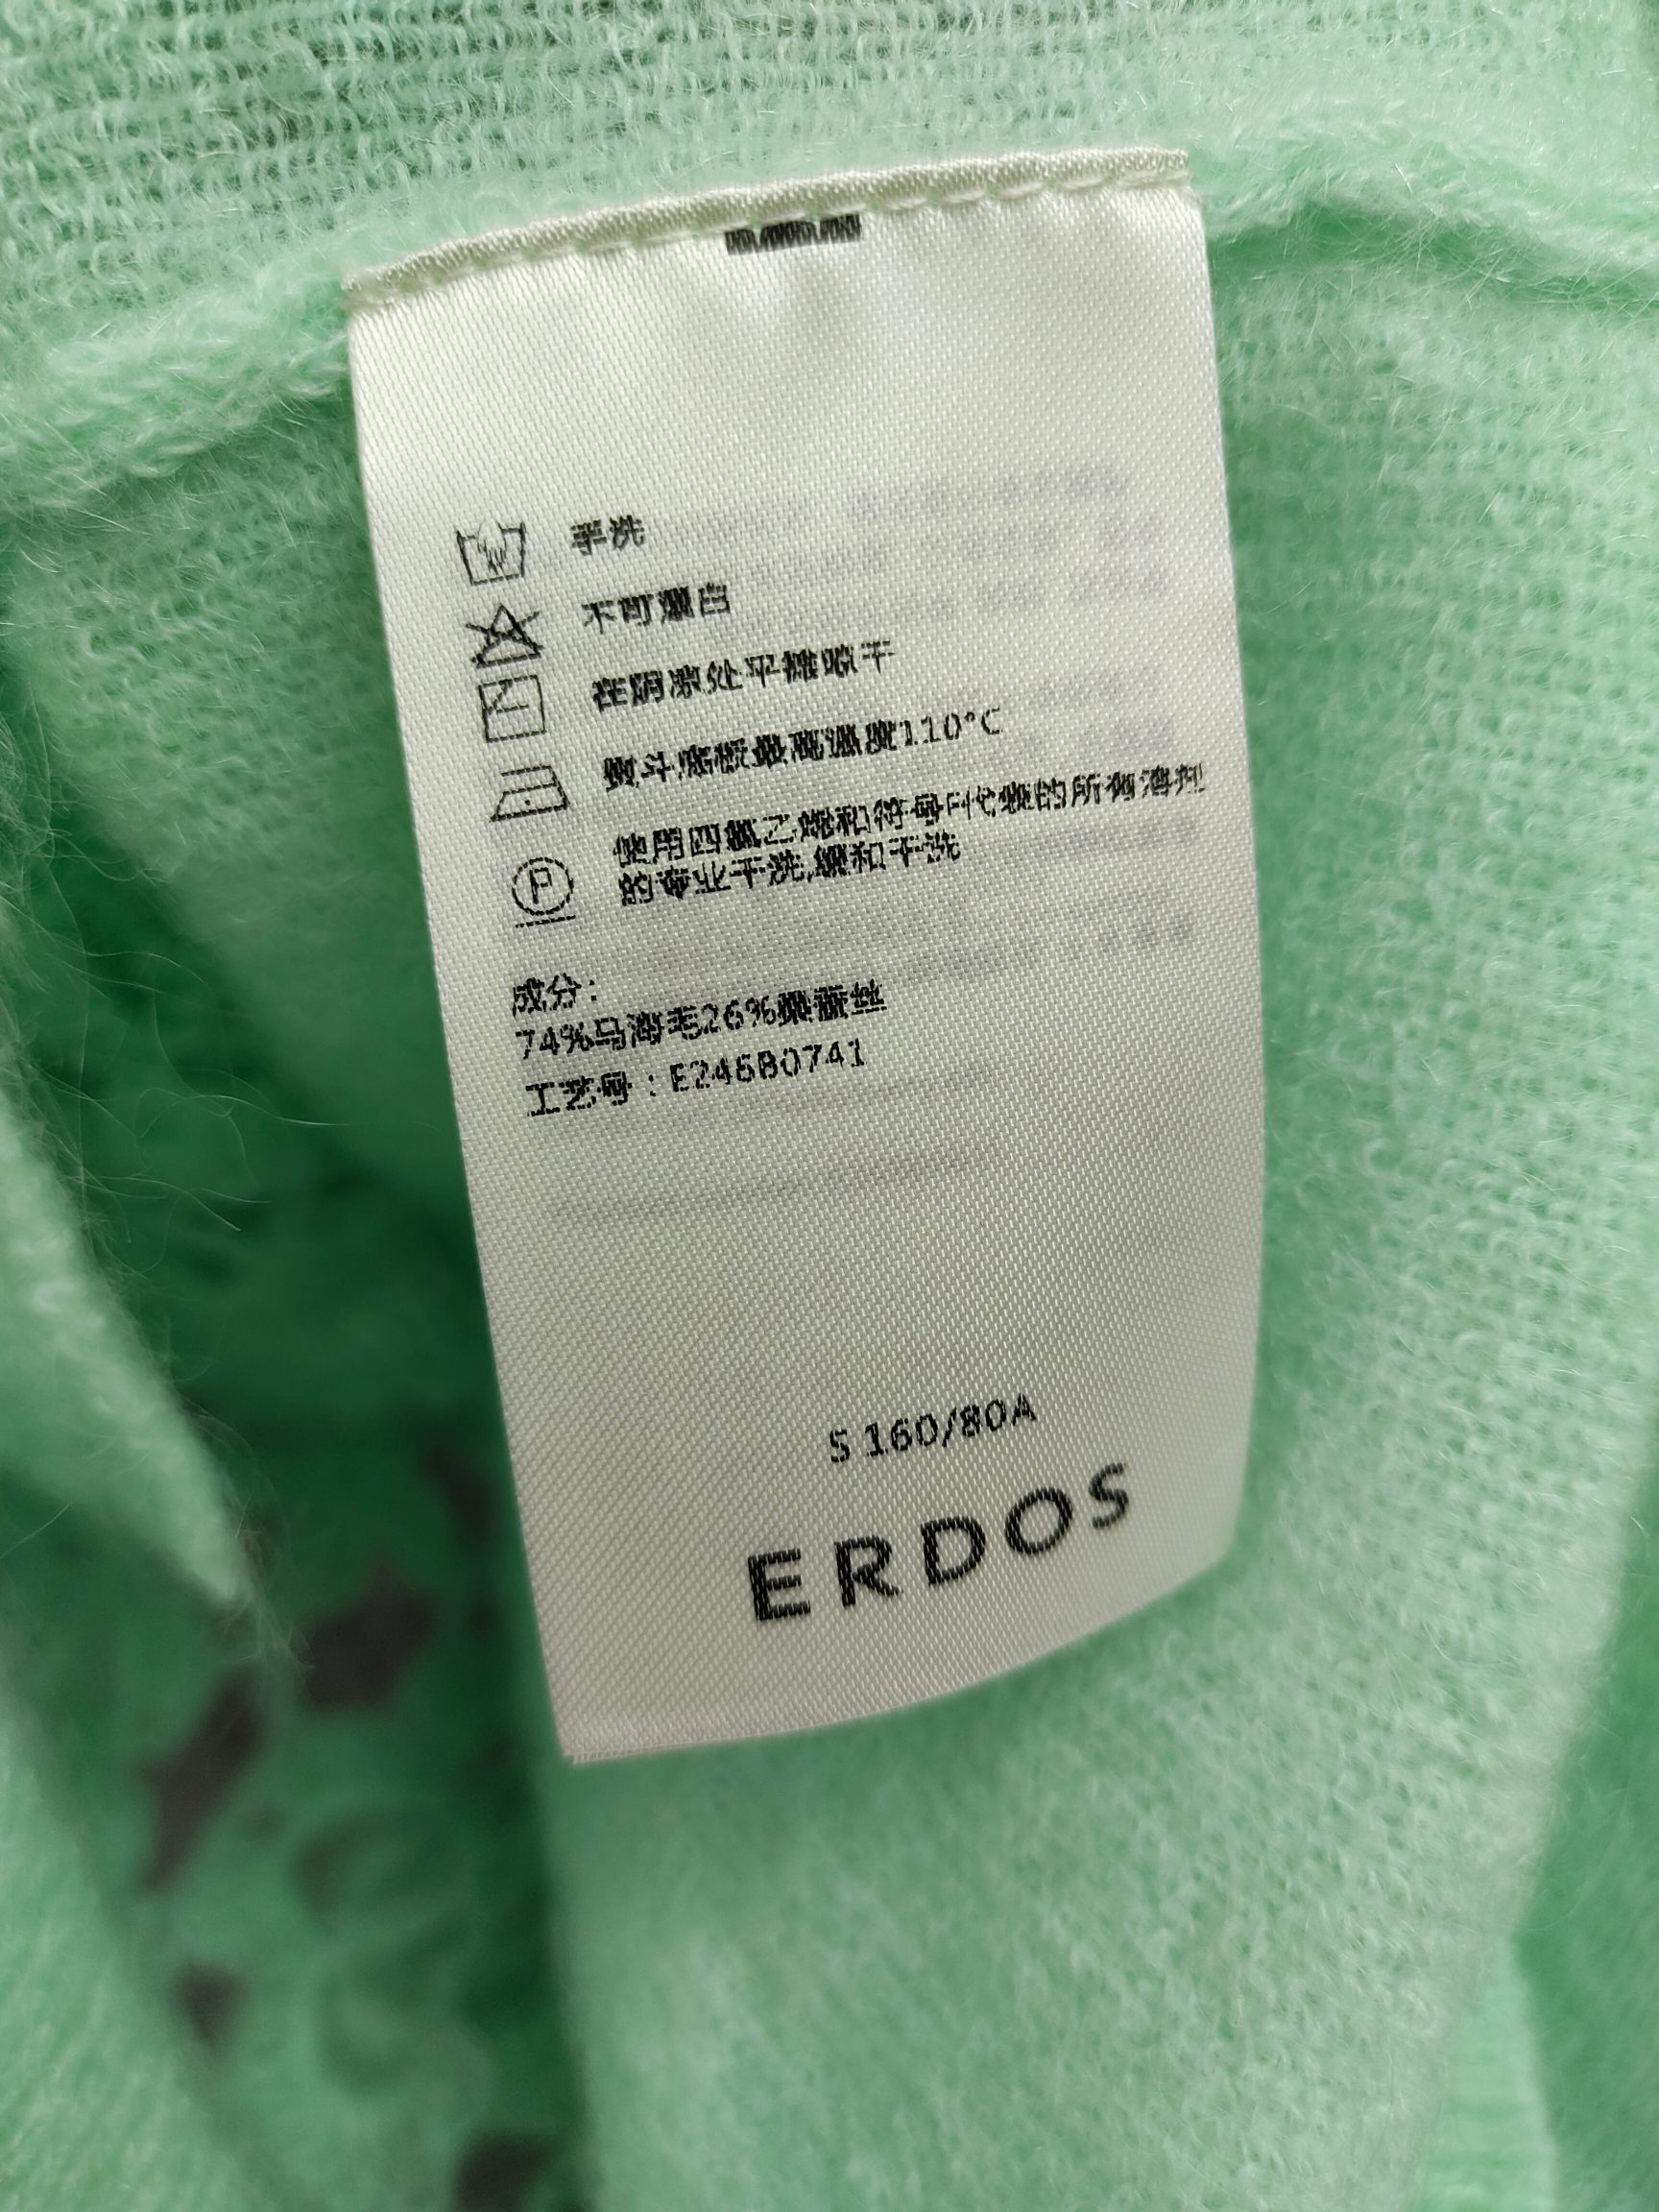 手洗
不可漂白
在阴凉处平摊晾干
熨斗底板最高温度110°C
使用四氯乙烯和符号F代表的所有溶剂
的专业干洗,缓和干洗
P
成分:
74%马海毛26%桑蚕丝
工艺号:E246B0741
S 160/80A
ERDOS